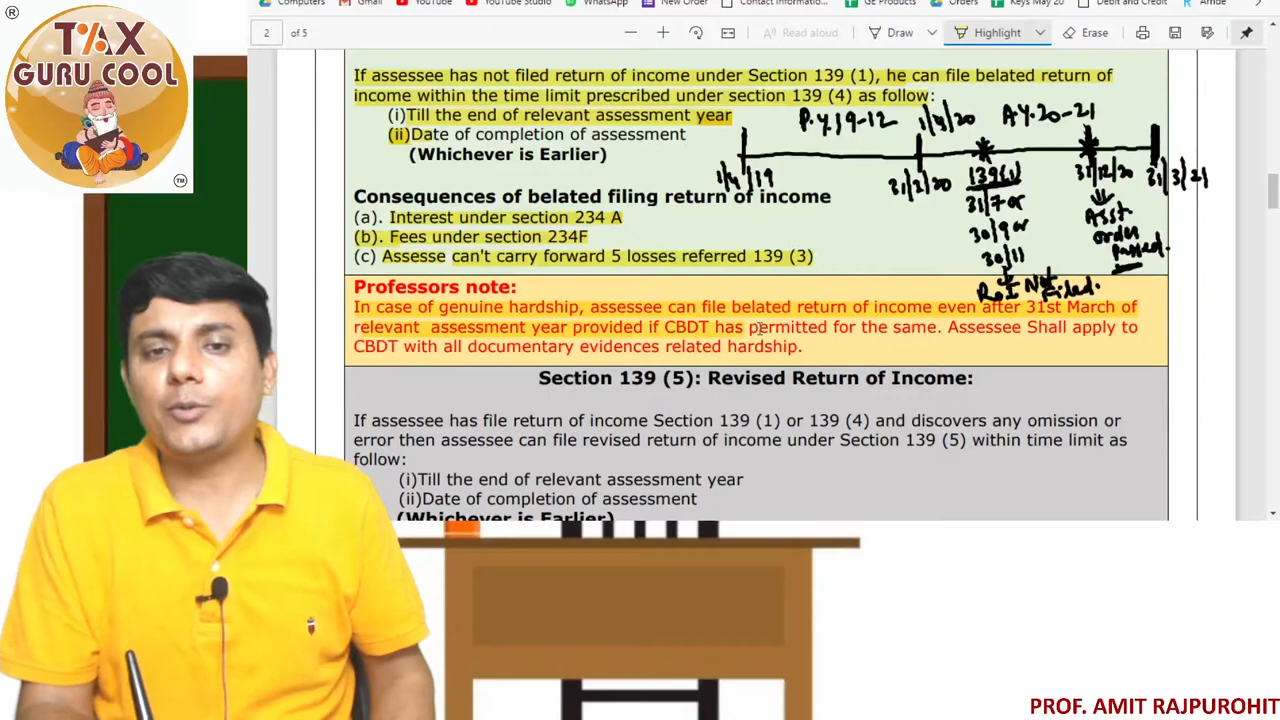 ®
TAX
GURU COOL
TM
Computers Gmail YouTube YouTube Studio WhatsApp New Order Contact Informatio... GE Products Orders Keys May 20 Debit and Credit Amde
2 of 5
Read aloud Draw Highlight Erase
If assessee has not filed return of income under Section 139 (1), he can file belated return of
income within the time limit prescribed under section 139 (4) as follow:
(i)Till the end of relevant assessment year
(ii)Date of completion of assessment
(Whichever is Earlier)
P.Y.19-12
1/4/20
A.Y.20-21
1/4/19
31/2/20
139(1)
31/7 or
30/9 or
30/11
RoI Not Filed.
31/12/20
Asst.
order
passed.
31/3/21
Consequences of belated filing return of income
(a). Interest under section 234 A
(b). Fees under section 234F
(c) Assesse can't carry forward 5 losses referred 139 (3)
Professors note:
In case of genuine hardship, assessee can file belated return of income even after 31st March of
relevant assessment year provided if CBDT has permitted for the same. Assessee Shall apply to
CBDT with all documentary evidences related hardship.
Section 139 (5): Revised Return of Income:
If assessee has file return of income Section 139 (1) or 139 (4) and discovers any omission or
error then assessee can file revised return of income under Section 139 (5) within time limit as
follow:
(i)Till the end of relevant assessment year
(ii)Date of completion of assessment
(Whichever is Earlier)
PROF. AMIT RAJPUROHIT